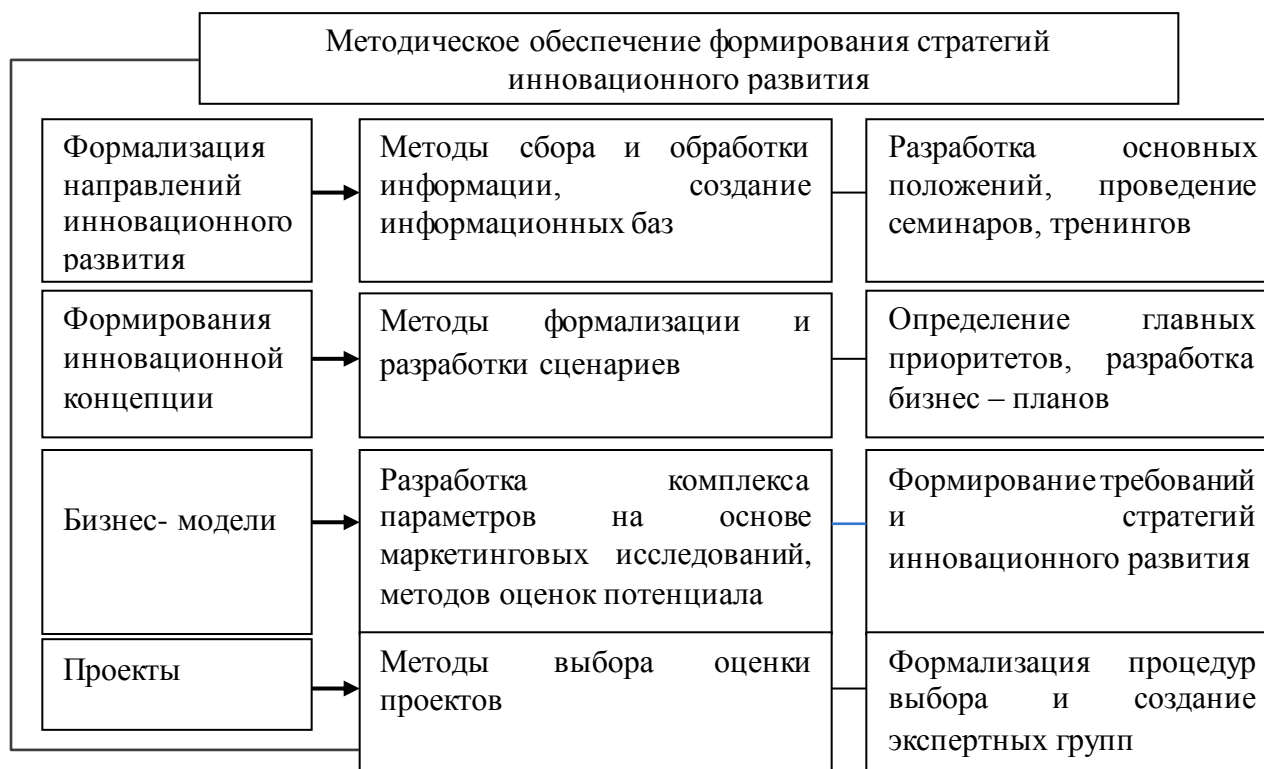 Методическое обеспечение формирования стратегий
инновационного развития
Формализация
направлений
инновационного
развития
Методы сбора и обработки
информации, создание
информационных баз
Разработка основных
положений, проведение
семинаров, тренингов
Формирования
инновационной
концепции
Методы формализации и
разработки сценариев
Определение главных
приоритетов, разработка
бизнес – планов
Бизнес- модели
Разработка комплекса
параметров на основе
маркетинговых исследований,
методов оценок потенциала
Формирование требований
и стратегий
инновационного развития
Проекты
Методы выбора оценки
проектов
Формализация процедур
выбора и создание
экспертных групп